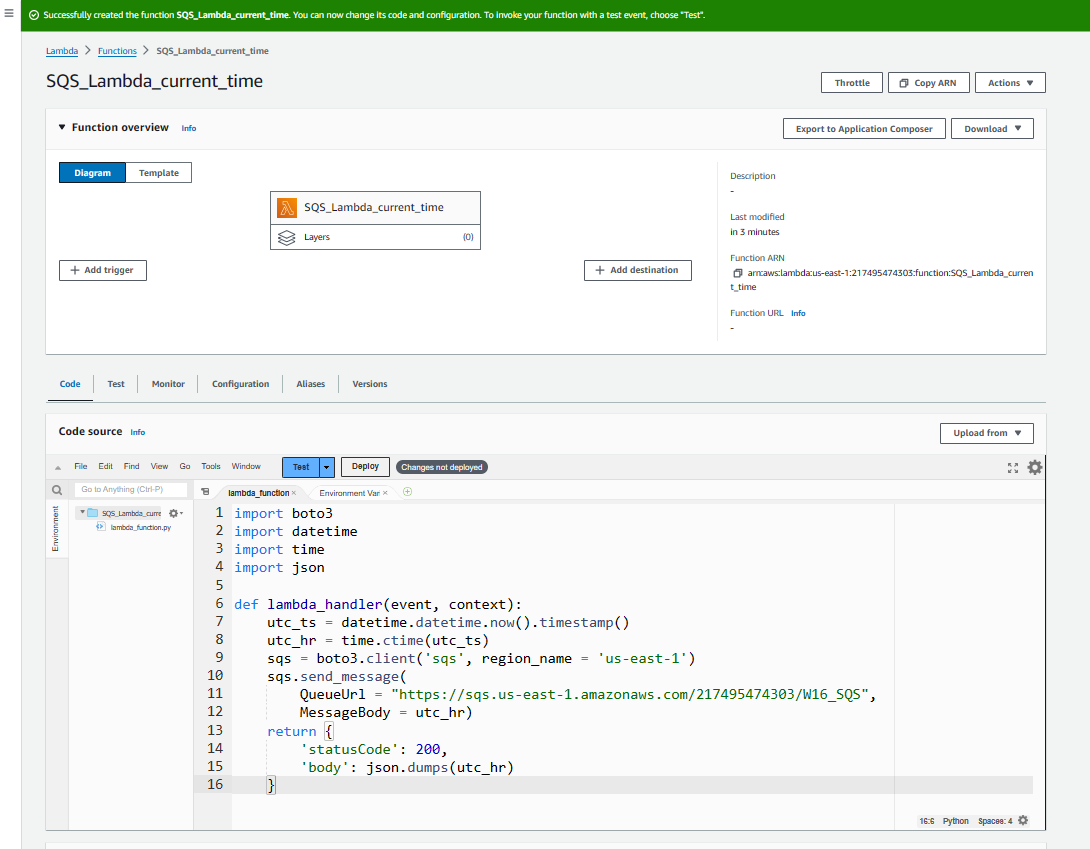 Successfully created the function SQS_Lambda_current_time. You can now change its code and configuration. To invoke your function with a test event, choose "Test".
Lambda > Functions > SQS_Lambda_current_time
SQS_Lambda_current_time
Throttle Copy ARN Actions
Function overview Info
Export to Application Composer Download
Diagram Template
SQS_Lambda_current_time
Layers (0)
+ Add trigger
+ Add destination
Description
-
Last modified
in 3 minutes
Function ARN
arn:aws:lambda:us-east-1:217495474303:function:SQS_Lambda_curren
t_time
Function URL Info
-
Code Test Monitor Configuration Aliases Versions
Code source Info
Upload from
File Edit Find View Go Tools Window Test Deploy Changes not deployed
Go to Anything (Ctrl-P)
lambda_function × Environment Var ×
Environment
SQS_Lambda_curre
lambda_function.py
1 import boto3
2 import datetime
3 import time
4 import json
5
6 def lambda_handler(event, context):
7 utc_ts = datetime.datetime.now().timestamp()
8 utc_hr = time.ctime(utc_ts)
9 sqs = boto3.client('sqs', region_name = 'us-east-1')
10 sqs.send_message(
11 QueueUrl = "https://sqs.us-east-1.amazonaws.com/217495474303/W16_SQS",
12 MessageBody = utc_hr)
13 return {
14 'statusCode': 200,
15 'body': json.dumps(utc_hr)
16 }
16:6 Python Spaces: 4